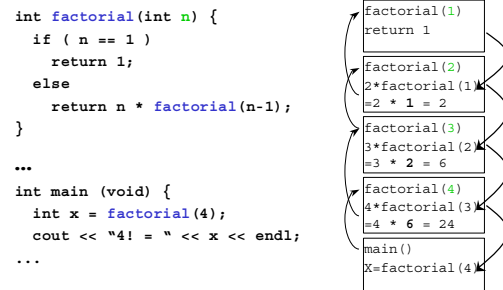 int factorial(int n) {
if ( n == 1 )
return 1;
else
return n * factorial(n-1);
}
...
int main (void) {
int x = factorial(4);
cout << “4! = “ << x << endl;
...
factorial(1)
return 1
factorial(2)
2*factorial(1)
=2 * 1 = 2
factorial(3)
3*factorial(2)
=3 * 2 = 6
factorial(4)
4*factorial(3)
=4 * 6 = 24
main()
X=factorial(4)